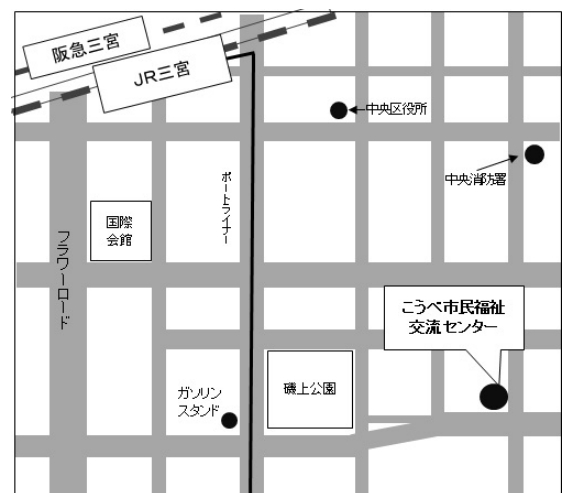 阪急三宮
JR三宮
中央区役所
中央消防署
ポートライナー
国際
会館
フラワーロード
こうべ市民福祉
交流センター
磯上公園
ガソリン
スタンド